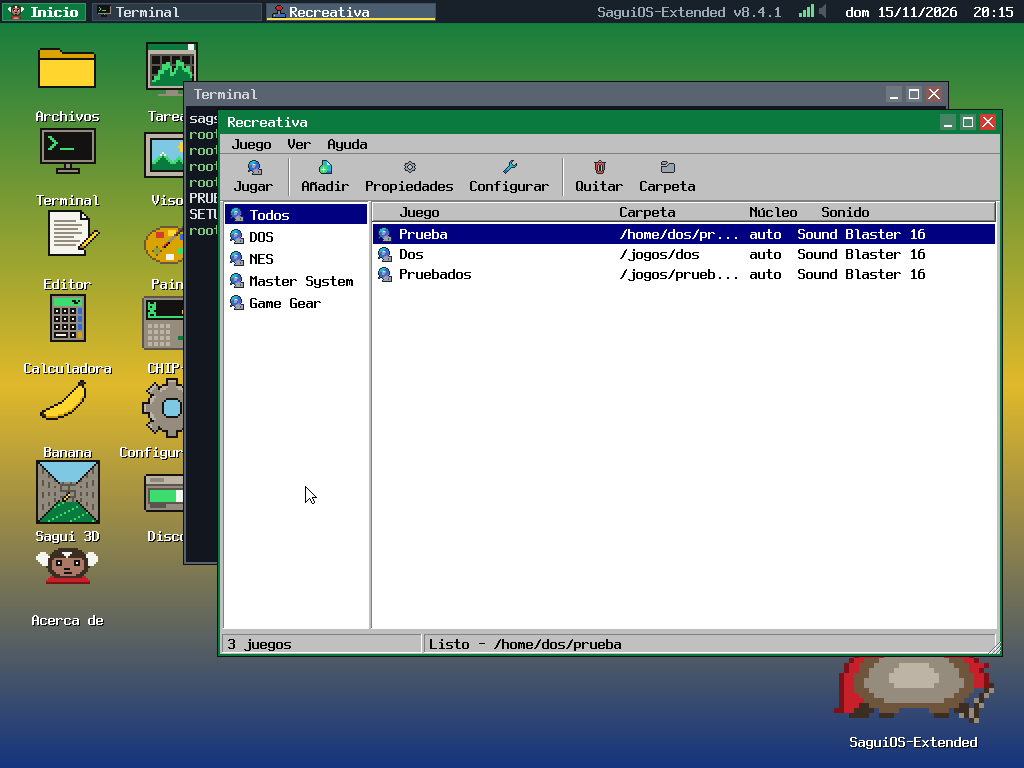 Inicio
Terminal
Recreativa
SaguiOS-Extended v8.4.1
dom 15/11/2026 20:15
Archivos
Terminal
Editor
Calculadora
CHIP-
Banana
Sagui 3D
Acerca de
Terminal
Recreativa
Juego Ver Ayuda
Jugar Añadir Propiedades Configurar Quitar Carpeta
Todos
DOS
NES
Master System
Game Gear
Juego Carpeta Núcleo Sonido
Prueba /home/dos/pr... auto Sound Blaster 16
Dos /jogos/dos auto Sound Blaster 16
Pruebados /jogos/prueb... auto Sound Blaster 16
3 juegos
Listo - /home/dos/prueba
SaguiOS-Extended